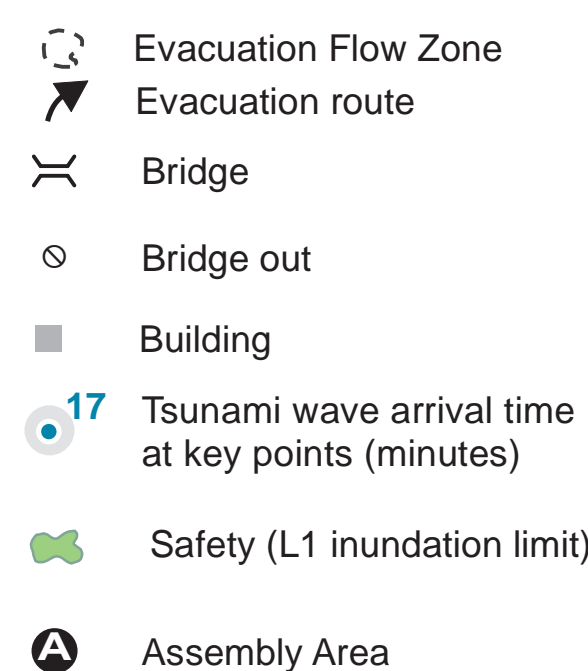 Evacuation Flow Zone
Evacuation route
Bridge
Bridge out
Building
17 Tsunami wave arrival time
at key points (minutes)
Safety (L1 inundation limit)
A Assembly Area